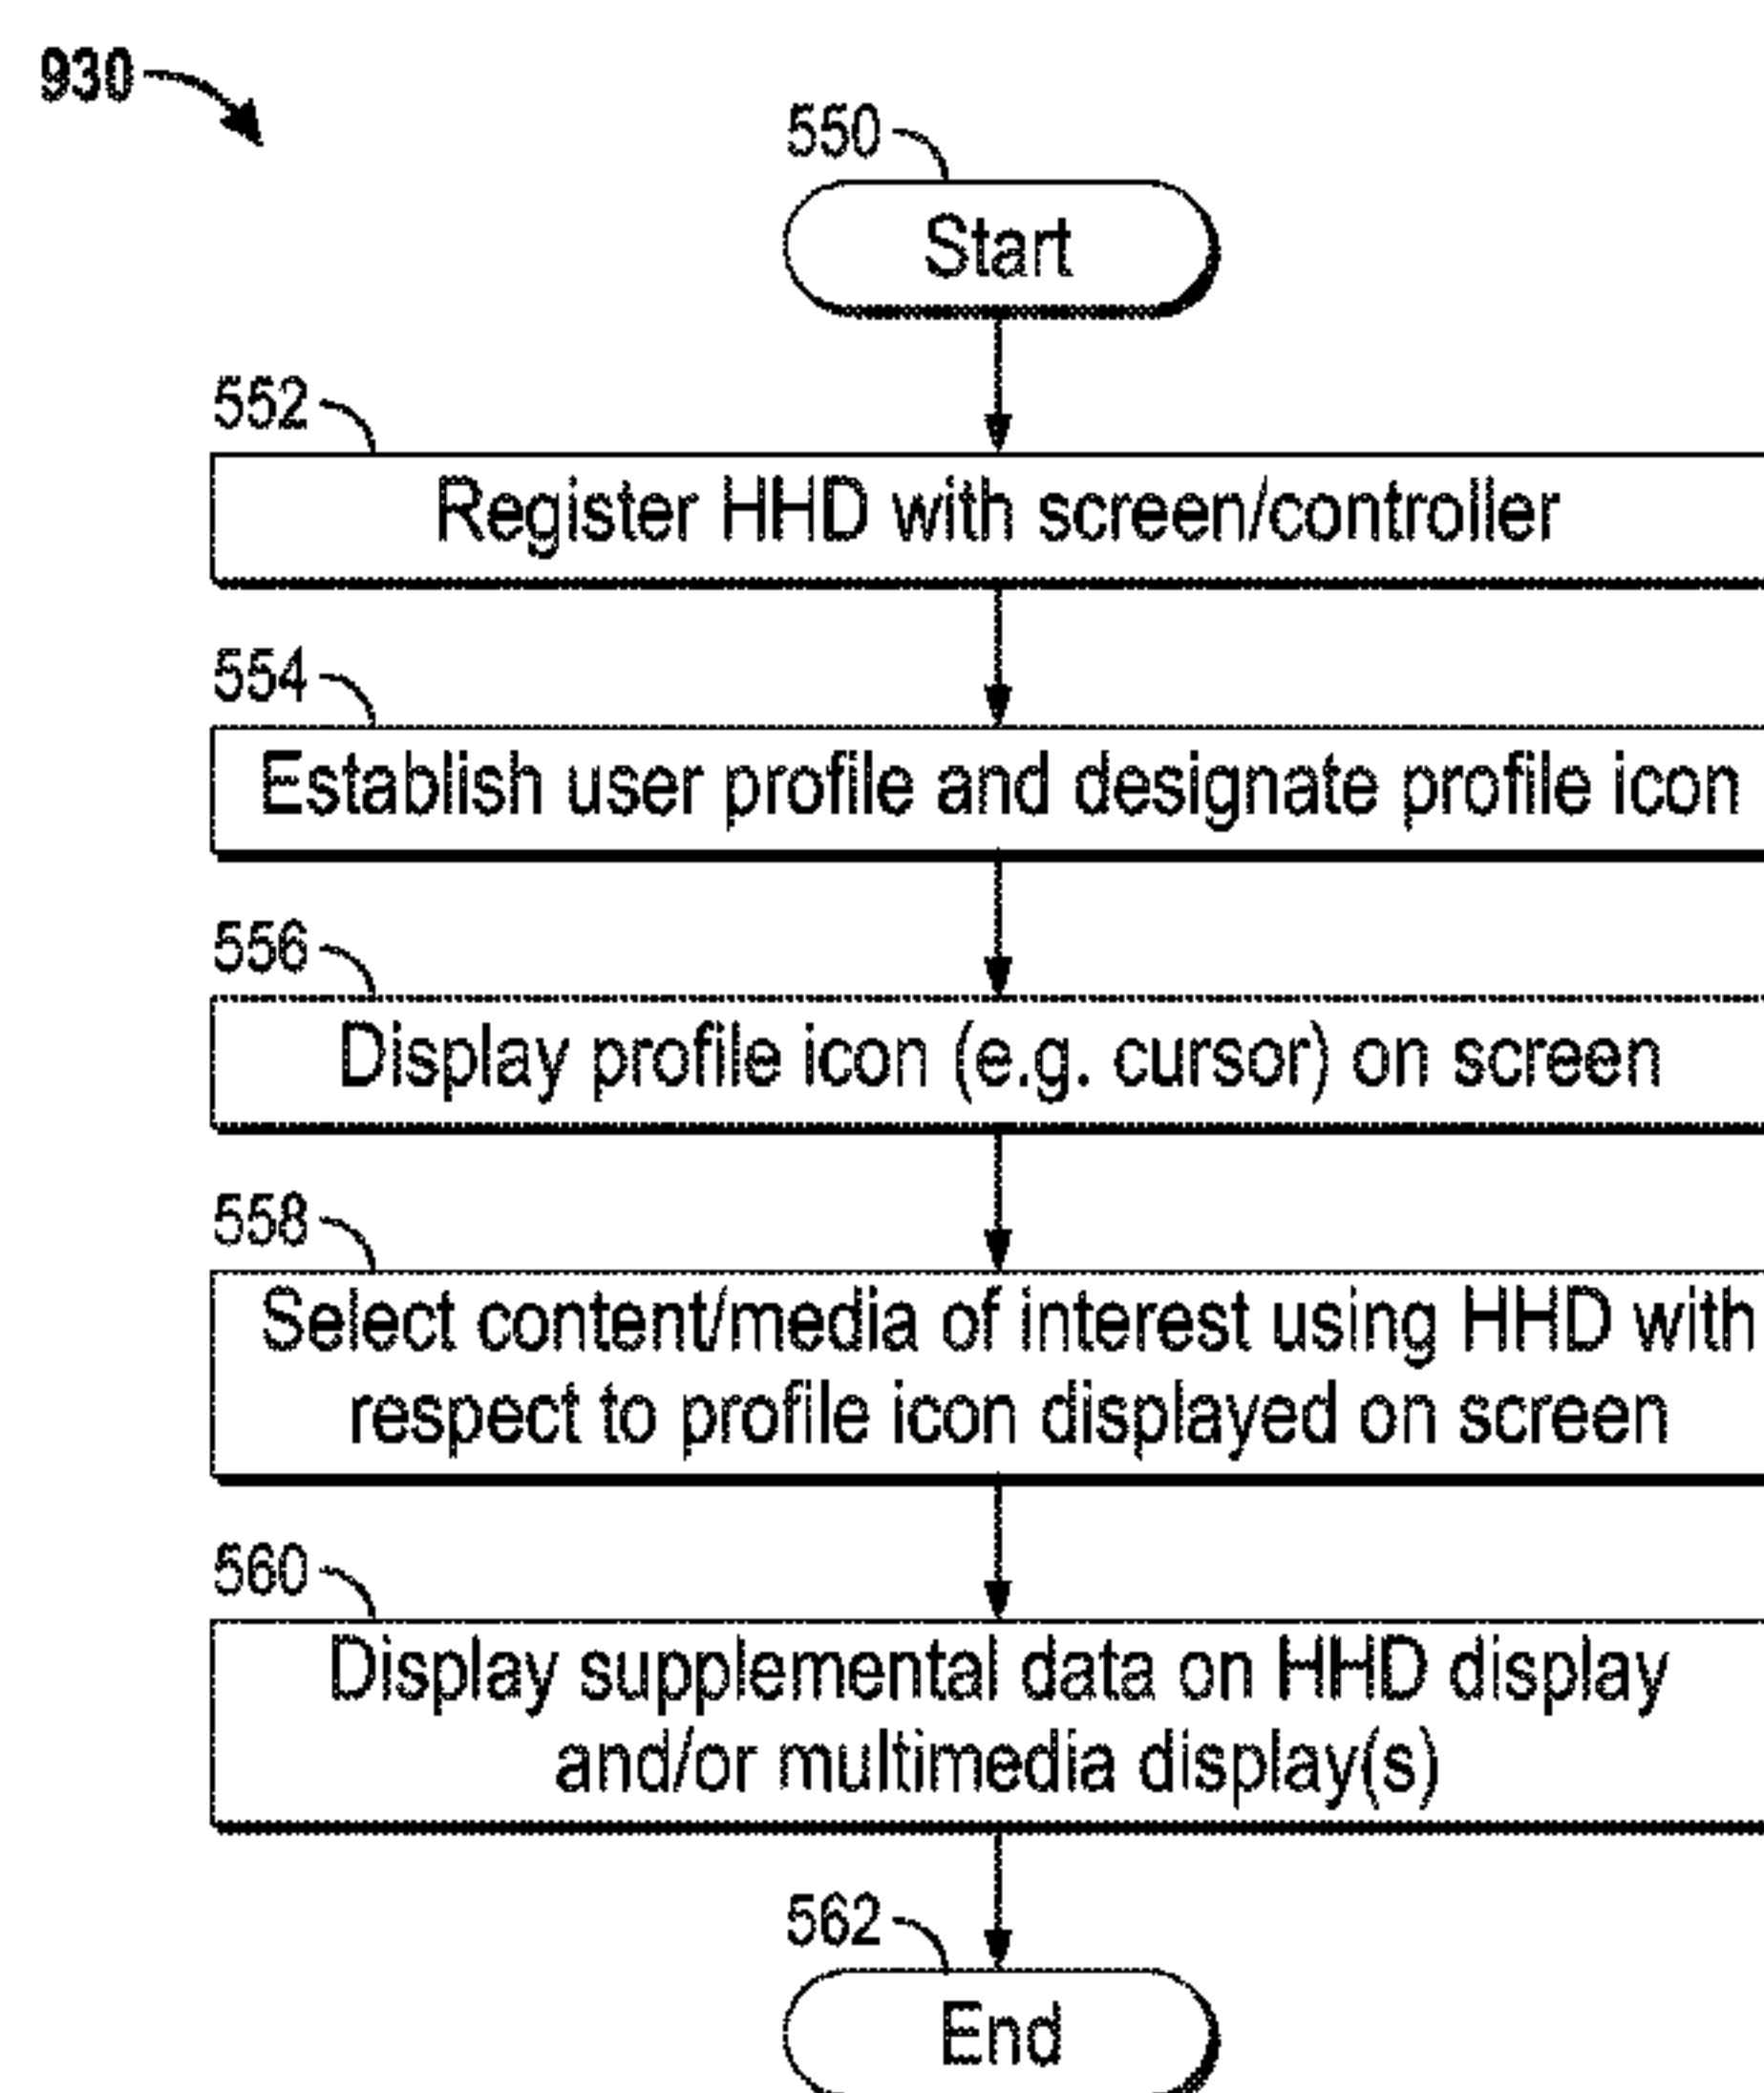 930
550
Start
552
Register HHD with screen/controller
554
Establish user profile and designate profile icon
556
Display profile icon (e.g. cursor) on screen
558
Select content/media of interest using HHD with
respect to profile icon displayed on screen
560
Display supplemental data on HHD display
and/or multimedia display(s)
562
End